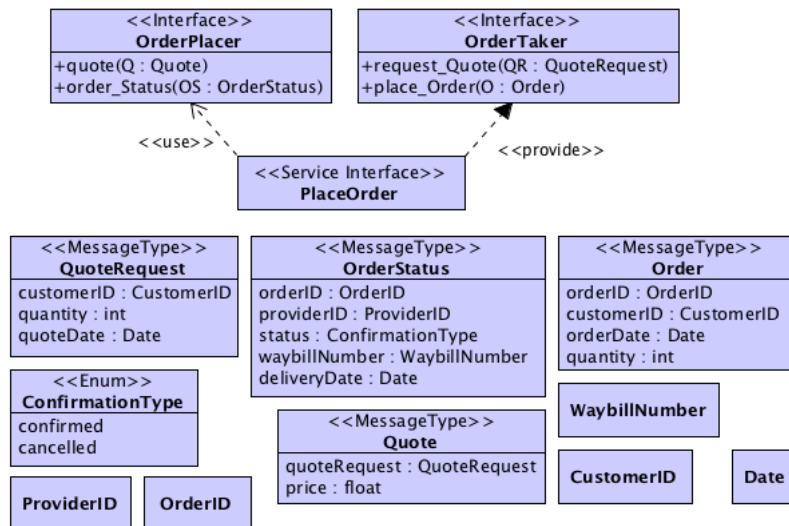 <<Interface>>
OrderPlacer
+quote(Q : Quote)
+order_Status(OS : OrderStatus)
<<Interface>>
OrderTaker
+request_Quote(QR : QuoteRequest)
+place_Order(O : Order)
<<use>>
<<provide>>
<<Service Interface>>
PlaceOrder
<<MessageType>>
QuoteRequest
customerID : CustomerID
quantity : int
quoteDate : Date
<<MessageType>>
OrderStatus
orderID : OrderID
providerID : ProviderID
status : ConfirmationType
waybillNumber : WaybillNumber
deliveryDate : Date
<<MessageType>>
Order
orderID : OrderID
customerID : CustomerID
orderDate : Date
quantity : int
<<Enum>>
ConfirmationType
confirmed
cancelled
<<MessageType>>
Quote
quoteRequest : QuoteRequest
price : float
WaybillNumber
ProviderID
OrderID
CustomerID
Date